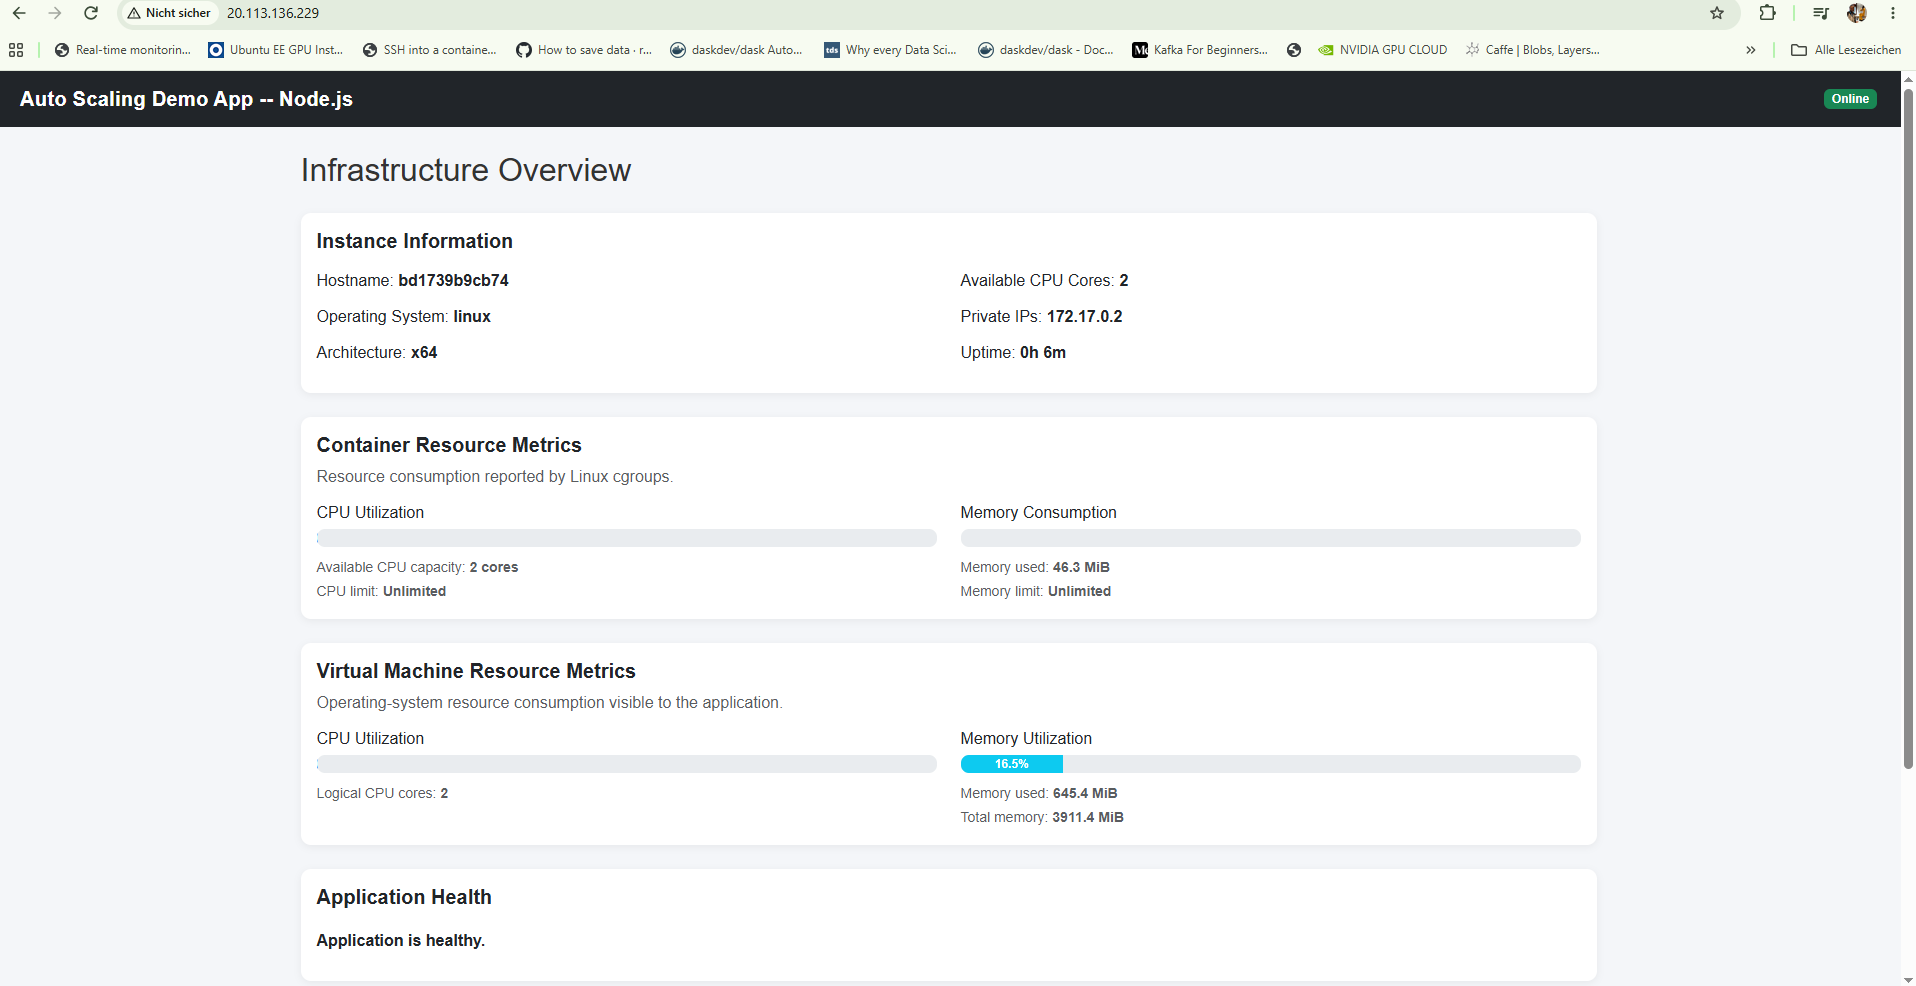 Nicht sicher 20.113.136.229
Real-time monitorin... Ubuntu EE GPU Inst... SSH into a containe... How to save data · r... daskdev/dask Auto... Why every Data Sci... daskdev/dask - Doc... Kafka For Beginners... NVIDIA GPU CLOUD Caffe | Blobs, Layers... » Alle Lesezeichen
Auto Scaling Demo App -- Node.js Online
Infrastructure Overview
Instance Information
Hostname: bd1739b9cb74 Available CPU Cores: 2
Operating System: linux Private IPs: 172.17.0.2
Architecture: x64 Uptime: 0h 6m
Container Resource Metrics
Resource consumption reported by Linux cgroups.
CPU Utilization Memory Consumption
Available CPU capacity: 2 cores Memory used: 46.3 MiB
CPU limit: Unlimited Memory limit: Unlimited
Virtual Machine Resource Metrics
Operating-system resource consumption visible to the application.
CPU Utilization Memory Utilization
16.5%
Logical CPU cores: 2 Memory used: 645.4 MiB
Total memory: 3911.4 MiB
Application Health
Application is healthy.